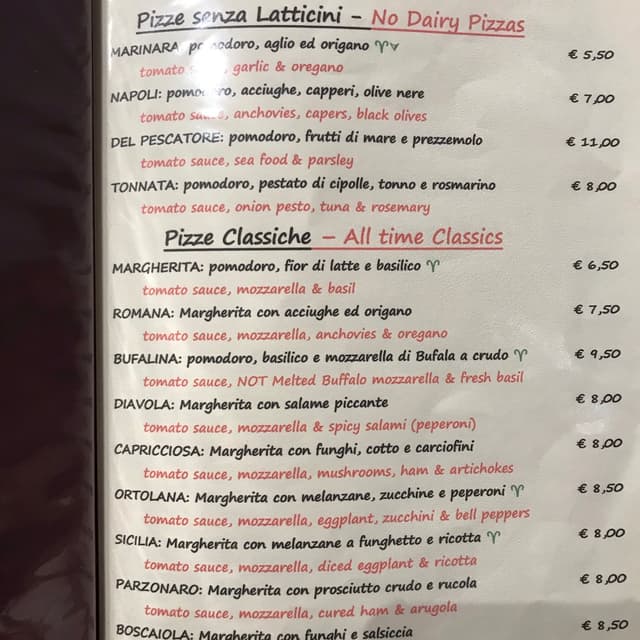 Pizze senza Latticini - No Dairy Pizzas
MARINARA pomodoro, aglio ed origano
€ 5,50
tomato garlic & oregano
NAPOLI: pomodoro, acciughe, capperi, olive nere
€ 7,00
tomato sauce, anchovies, capers, black olives
DEL PESCATORE: pomodoro, frutti di mare e prezzemolo
€ 11,00
tomato sauce, sea food & parsley
TONNATA: pomodoro, pestato di cipolle, tonno e rosmarino
€ 8,00
tomato sauce, onion pesto, tuna & rosemary
Pizze Classiche - All time Classics
MARGHERITA: pomodoro, fior di latte e basilico
€ 6,50
tomato sauce, mozzarella & basil
ROMANA: Margherita con acciughe ed origano
€ 7,50
tomato sauce, mozzarella, anchovies & oregano
BUFALINA: pomodoro, basilico e mozzarella di Bufala a crudo
€ 9,50
tomato sauce, NOT Melted Buffalo mozzarella & fresh basil
DIAVOLA: Margherita con salame piccante
€ 8,00
tomato sauce, mozzarella & spicy salami (peperoni)
CAPRICCIOSA: Margherita con funghi, cotto e carciofini
€ 8,00
tomato sauce, mozzarella, mushrooms, ham & artichokes
ORTOLANA: Margherita con melanzane, zucchine e peperoni
€ 8,50
tomato sauce, mozzarella, eggplant, zucchini & bell peppers
SICILIA: Margherita con melanzane a funghetto e ricotta
€ 8,00
tomato sauce, mozzarella, diced eggplant & ricotta
PARZONARO: Margherita con prosciutto crudo e rucola
€ 8,00
tomato sauce, mozzarella, cured ham & arugola
BOSCAIOLA: Margherita con funghi e salsiccia
€ 8,50